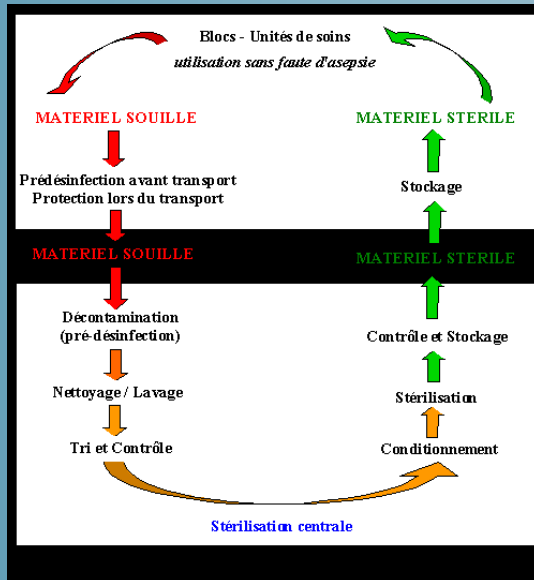 Blocs - Unités de soins
utilisation sans faute d'asepsie
MATERIEL SOUILLE
MATERIEL STERILE
Prédésinfection avant transport
Protection lors du transport
Stockage
MATERIEL SOUILLE
MATERIEL STERILE
Décontamination
(pré-désinfection)
Contrôle et Stockage
Nettoyage / Lavage
Stérilisation
Tri et Contrôle
Conditionnement
Stérilisation centrale